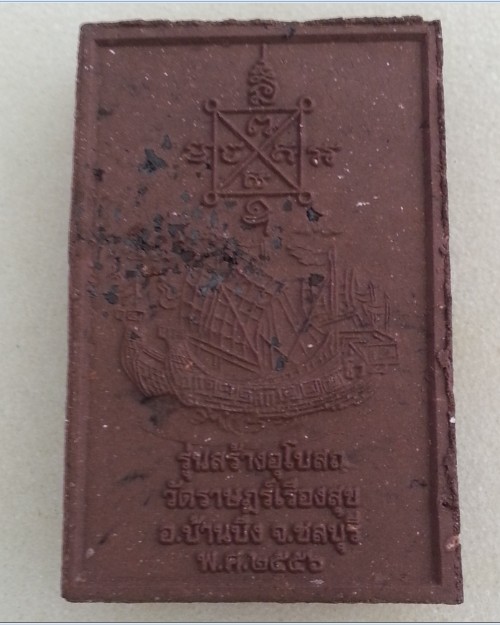 รุ่นสร้างอุโบสถ
วัดราษฎร์เรืองสุข
อ.บ้านบึง จ.ชลบุรี
พ.ศ.๒๕๕๖